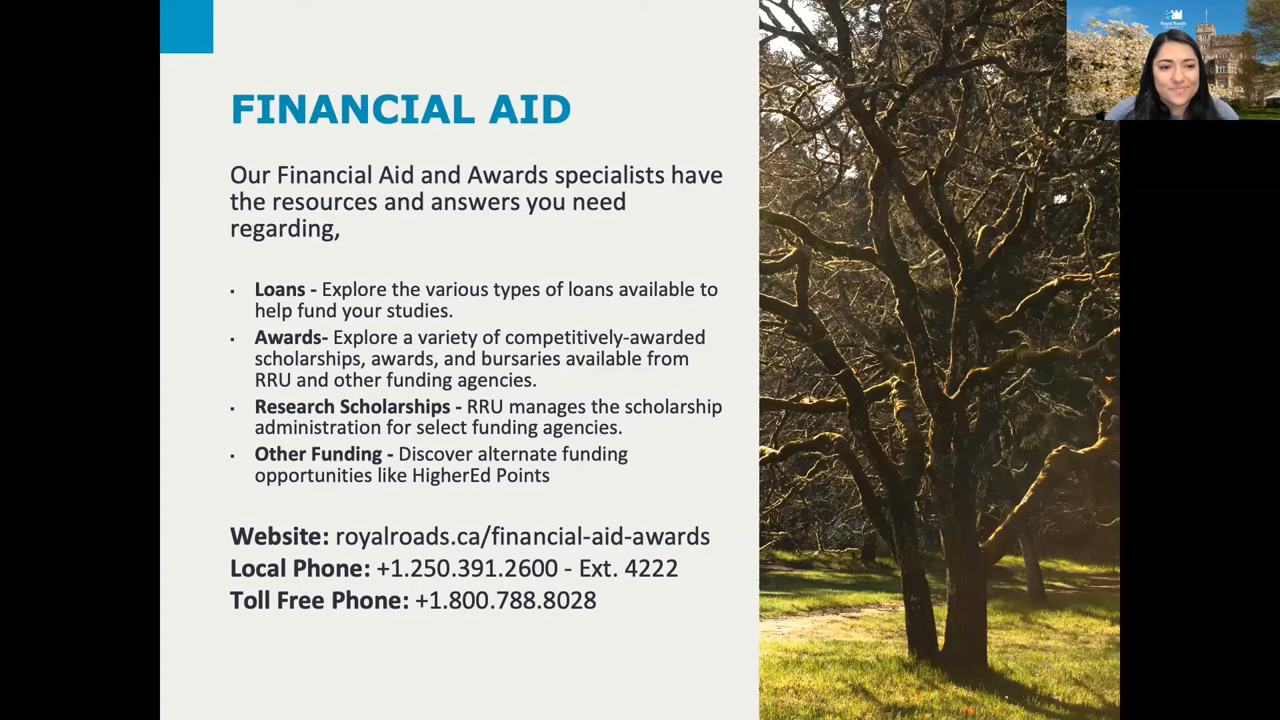 FINANCIAL AID
Our Financial Aid and Awards specialists have
the resources and answers you need
regarding,
▪ Loans - Explore the various types of loans available to
help fund your studies.
▪ Awards- Explore a variety of competitively-awarded
scholarships, awards, and bursaries available from
RRU and other funding agencies.
▪ Research Scholarships - RRU manages the scholarship
administration for select funding agencies.
▪ Other Funding - Discover alternate funding
opportunities like HigherEd Points
Website: royalroads.ca/financial-aid-awards
Local Phone: +1.250.391.2600 - Ext. 4222
Toll Free Phone: +1.800.788.8028
Royal Roads